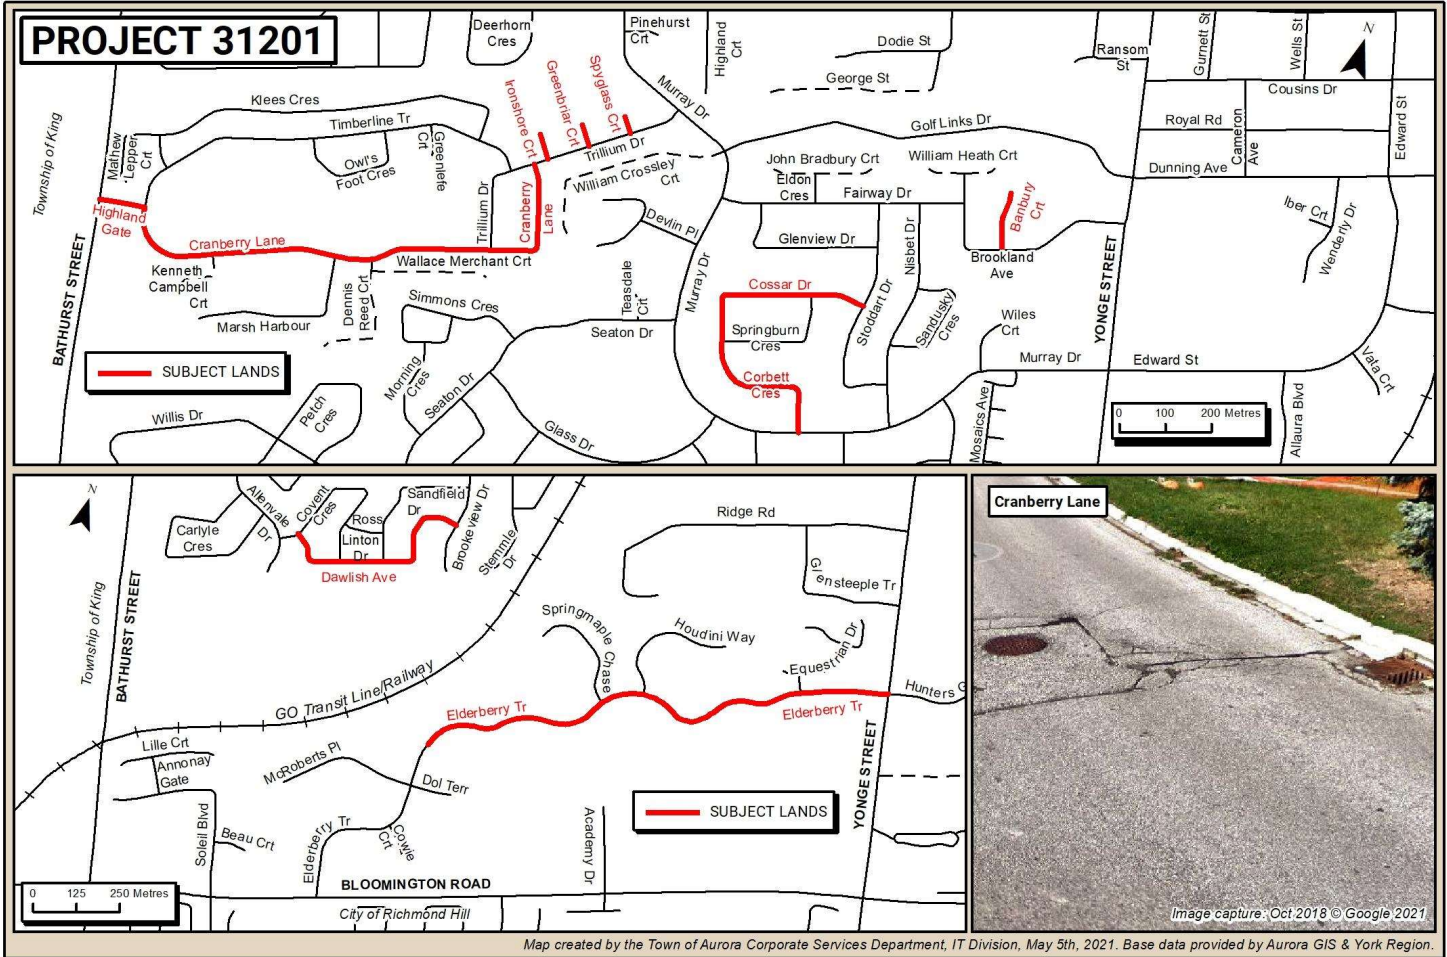 PROJECT 31201
Deerhorn
Cres
Pinehurst
Crt
Highland
Crt
Dodie St
Ransom
St
Gurnett St
Wells St
N
George St
Cousins Dr
Murray Dr
Klees Cres
Timberline Tr
Ironshore Crt
Greenbriar Crt
Spyglass Crt
Trillium Dr
Golf Links Dr
Royal Rd
Cameron
Ave
Edward St
Township of King
Mathew
Lepper
Crt
Owl's
Foot Cres
Greenlefe
Crt
William Crossley
Crt
John Bradbury Crt
William Heath Crt
Dunning Ave
Eldon
Cres
Fairway Dr
Highland
Gate
Trillium Dr
Cranberry
Lane
Devlin Pl
Banbury
Crt
Iber Crt
Wenderly Dr
Cranberry Lane
Glenview Dr
Nisbet Dr
Wallace Merchant Crt
Brookland
Ave
BATHURST STREET
Kenneth
Campbell
Crt
Dennis
Reed Crt
Teasdale
Crt
Murray Dr
Cossar Dr
Stoddart Dr
YONGE STREET
Simmons Cres
Sandusky
Cres
Marsh Harbour
Seaton Dr
Springburn
Cres
Wiles
Crt
Murray Dr
Edward St
SUBJECT LANDS
Morning
Cres
Seaton Dr
Corbett
Cres
Vata Crt
Willis Dr
Petch
Cres
Glass Dr
Mosaics Ave
Allaura Blvd
0 100 200 Metres
N
Allenvale
Dr
Covent
Cres
Sandfield
Dr
Brookeview Dr
Carlyle
Cres
Ross
Linton
Dr
Stemmle
Dr
Dawlish Ave
Ridge Rd
Glensteeple Tr
Township of King
BATHURST STREET
Springmaple Chase
Houdini Way
Equestrian Dr
GO Transit Line/Railway
Elderberry Tr
Elderberry Tr
Hunters G
Lille Crt
Annonay
Gate
McRoberts Pl
Dol Terr
YONGE STREET
SUBJECT LANDS
Soleil Blvd
Beau Crt
Elderberry Tr
Cowie
Crt
Academy Dr
BLOOMINGTON ROAD
0 125 250 Metres
City of Richmond Hill
Cranberry Lane
Image capture: Oct 2018 © Google 2021
Map created by the Town of Aurora Corporate Services Department, IT Division, May 5th, 2021. Base data provided by Aurora GIS & York Region.